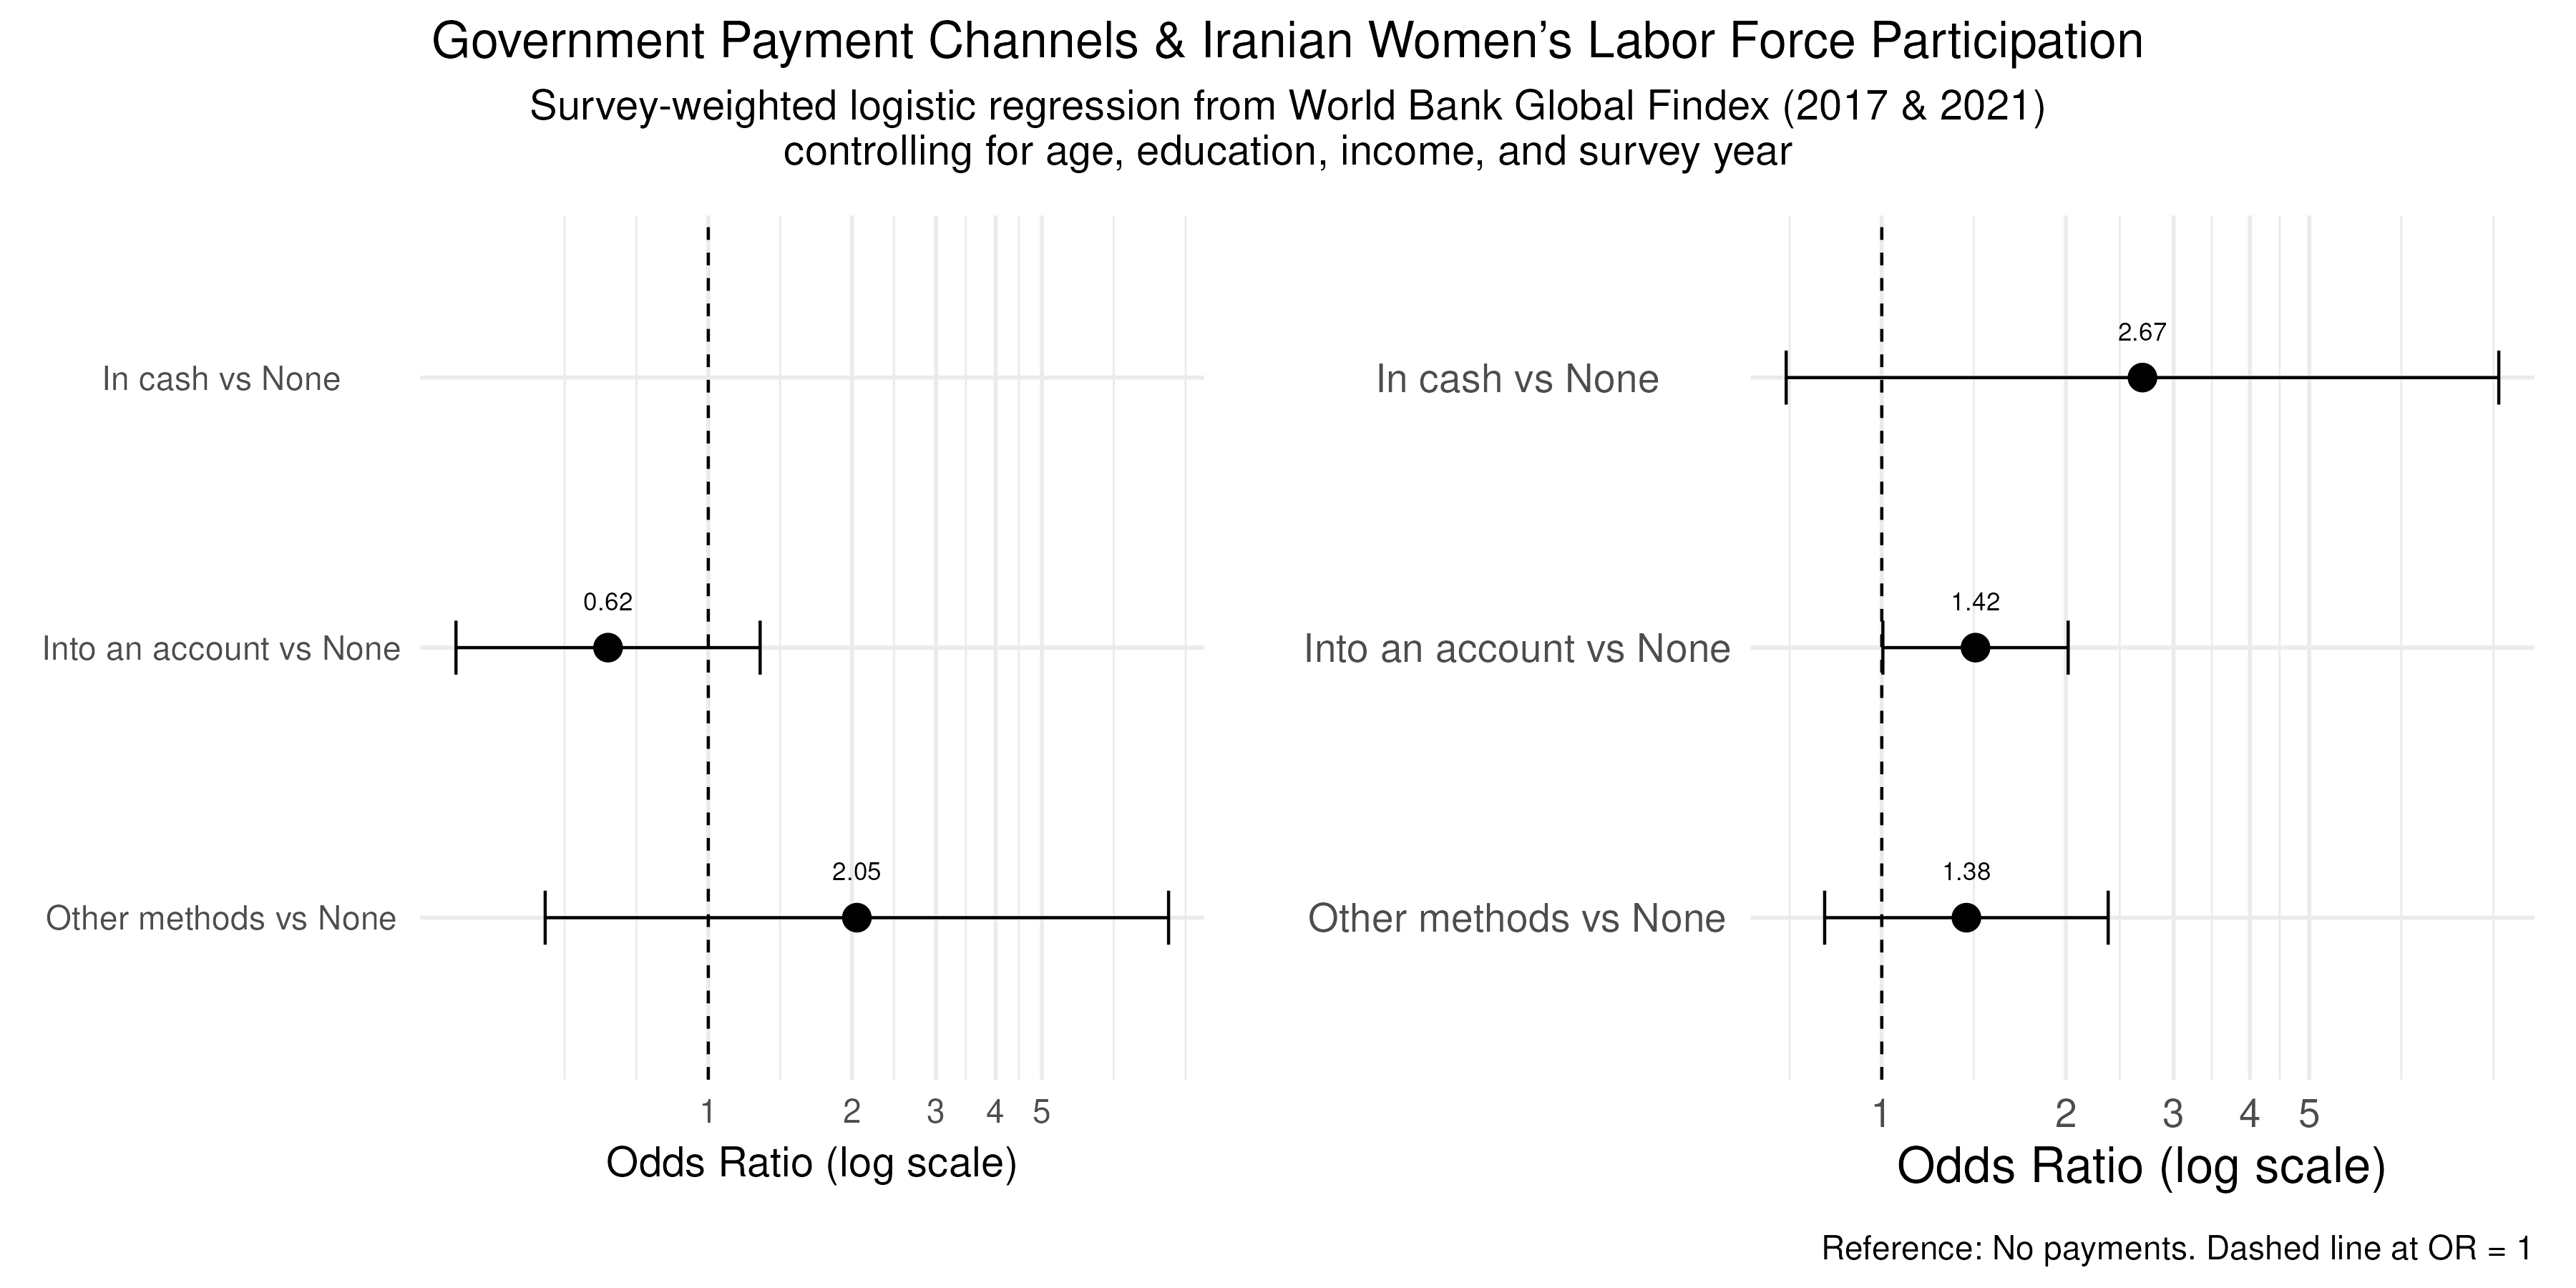 Government Payment Channels & Iranian Women’s Labor Force Participation
Survey-weighted logistic regression from World Bank Global Findex (2017 & 2021)
controlling for age, education, income, and survey year
In cash vs None
0.62
Into an account vs None
2.05
Other methods vs None
1 2 3 4 5
Odds Ratio (log scale)
2.67
In cash vs None
1.42
Into an account vs None
1.38
Other methods vs None
1 2 3 4 5
Odds Ratio (log scale)
Reference: No payments. Dashed line at OR = 1